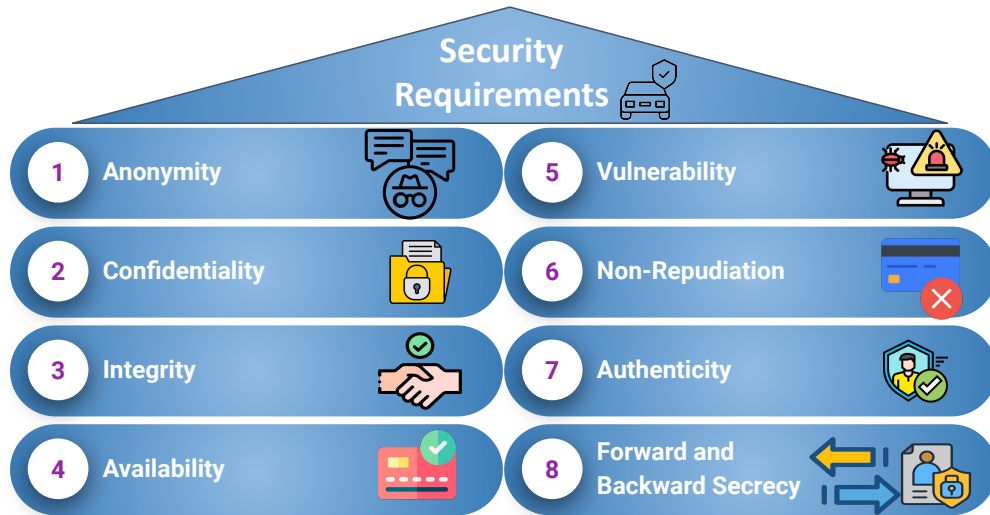 Security
Requirements
1 Anonymity
2 Confidentiality
3 Integrity
4 Availability
5 Vulnerability
6 Non-Repudiation
7 Authenticity
8 Forward and
Backward Secrecy